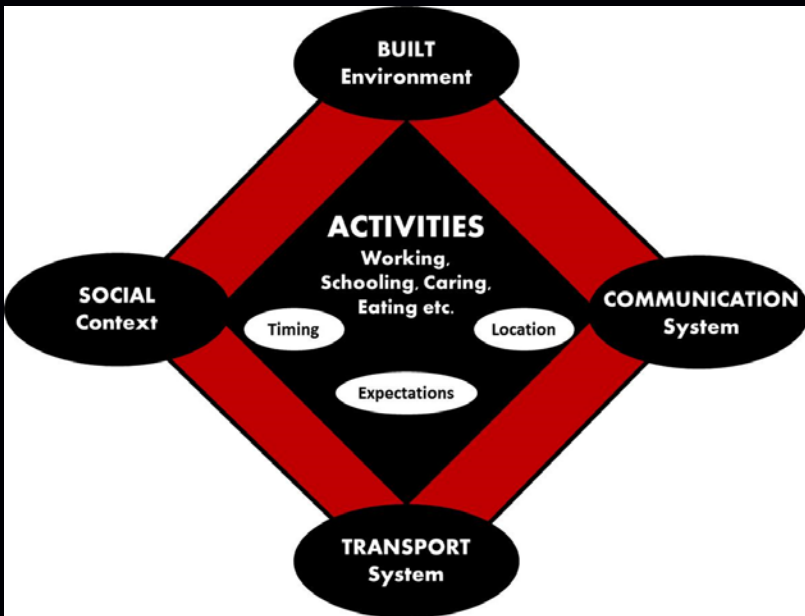 BUILT
Environment
ACTIVITIES
Working,
Schooling, Caring,
Eating etc.
SOCIAL
Context
COMMUNICATION
System
Timing
Location
Expectations
TRANSPORT
System